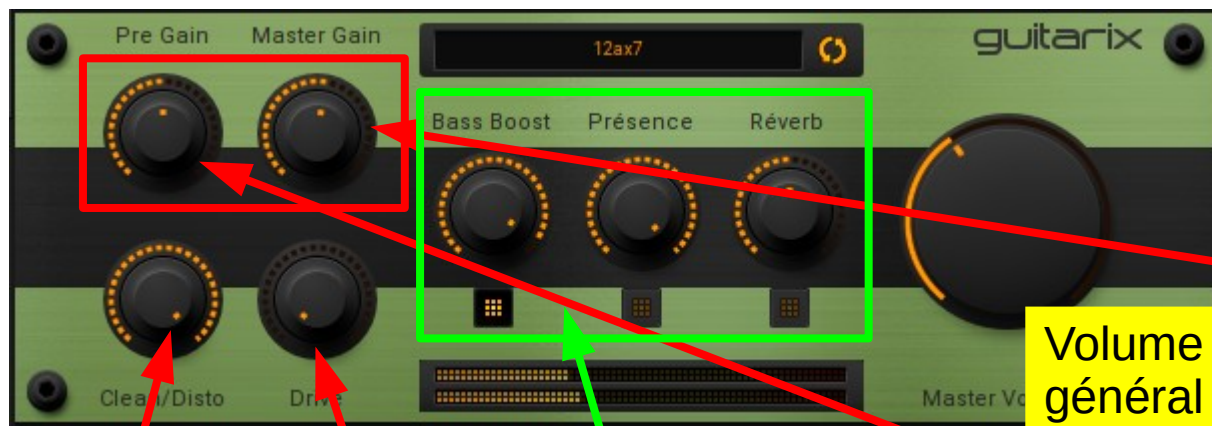 Pre Gain Master Gain
12ax7
guitarix
Bass Boost Présence Réverb
Clean/Disto Drive
Master Vo
Volume
général